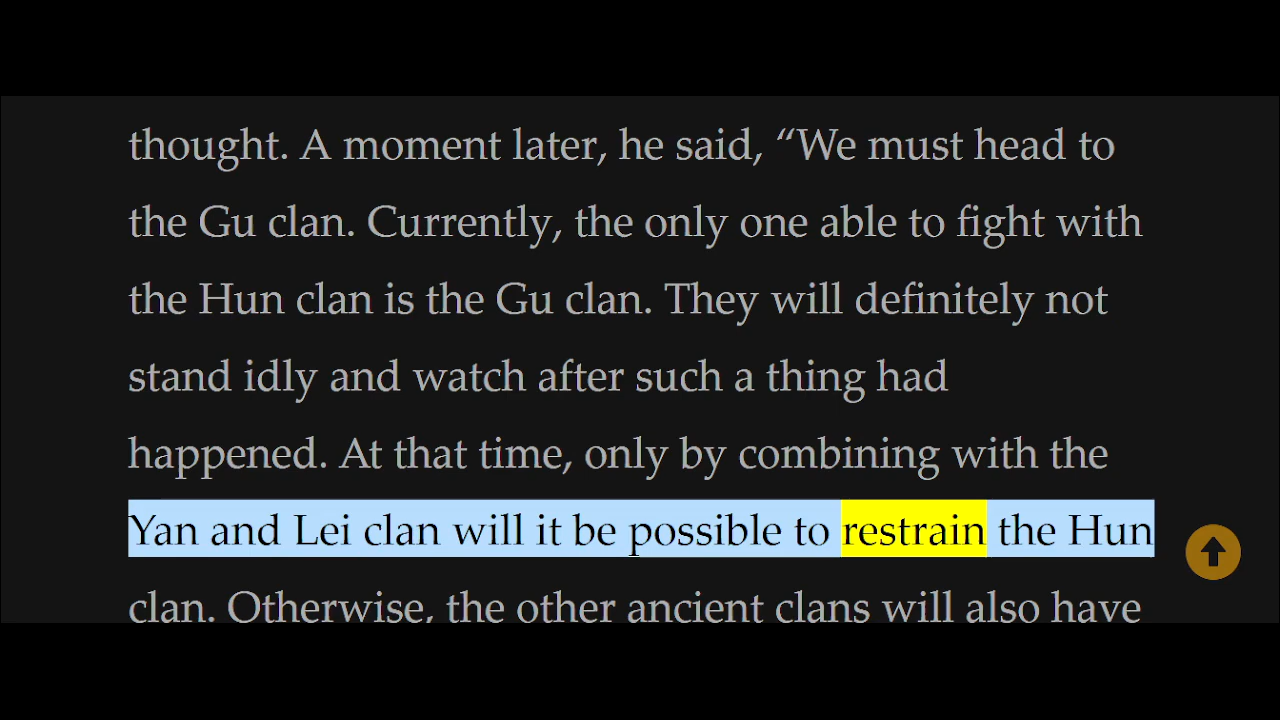 thought. A moment later, he said, “We must head to
the Gu clan. Currently, the only one able to fight with
the Hun clan is the Gu clan. They will definitely not
stand idly and watch after such a thing had
happened. At that time, only by combining with the
Yan and Lei clan will it be possible to restrain the Hun
clan. Otherwise, the other ancient clans will also have